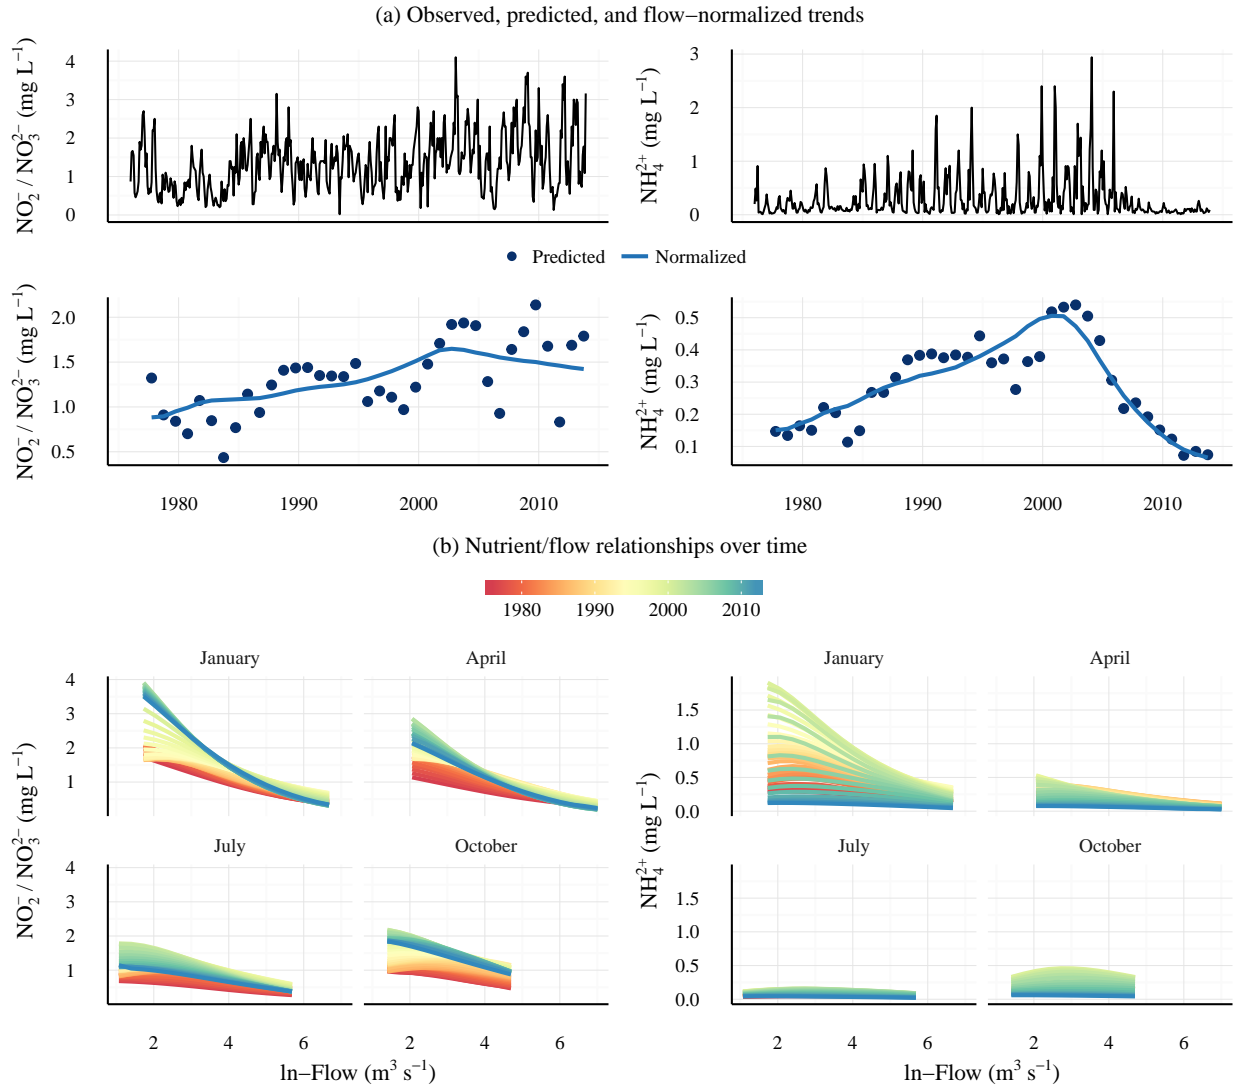 (a) Observed, predicted, and flow−normalized trends
NO₂⁻ / NO₃²⁻ (mg L⁻¹)
4
3
2
1
0
NH₄²⁺ (mg L⁻¹)
3
2
1
0
Predicted Normalized
NO₂⁻ / NO₃²⁻ (mg L⁻¹)
2.0
1.5
1.0
0.5
1980 1990 2000 2010
NH₄²⁺ (mg L⁻¹)
0.5
0.4
0.3
0.2
0.1
1980 1990 2000 2010
(b) Nutrient/flow relationships over time
1980 1990 2000 2010
NO₂⁻ / NO₃²⁻ (mg L⁻¹)
January April
4
3
2
1
July October
4
3
2
1
2 4 6 2 4 6
ln−Flow (m³ s⁻¹)
NH₄²⁺ (mg L⁻¹)
January April
1.5
1.0
0.5
0.0
July October
1.5
1.0
0.5
0.0
2 4 6 2 4 6
ln−Flow (m³ s⁻¹)